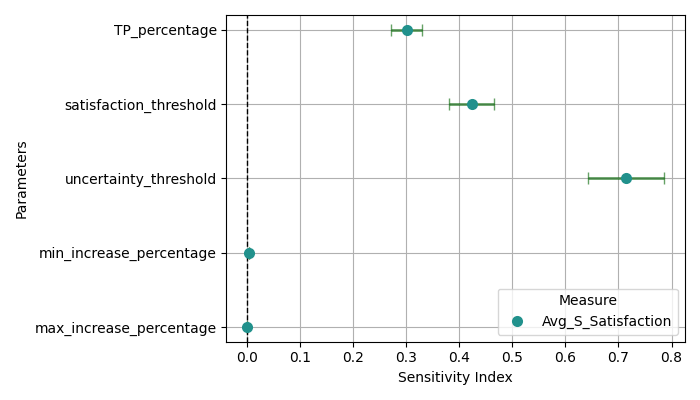 TP_percentage
satisfaction_threshold
uncertainty_threshold
min_increase_percentage
max_increase_percentage
Parameters
Measure
Avg_S_Satisfaction
0.0 0.1 0.2 0.3 0.4 0.5 0.6 0.7 0.8
Sensitivity Index